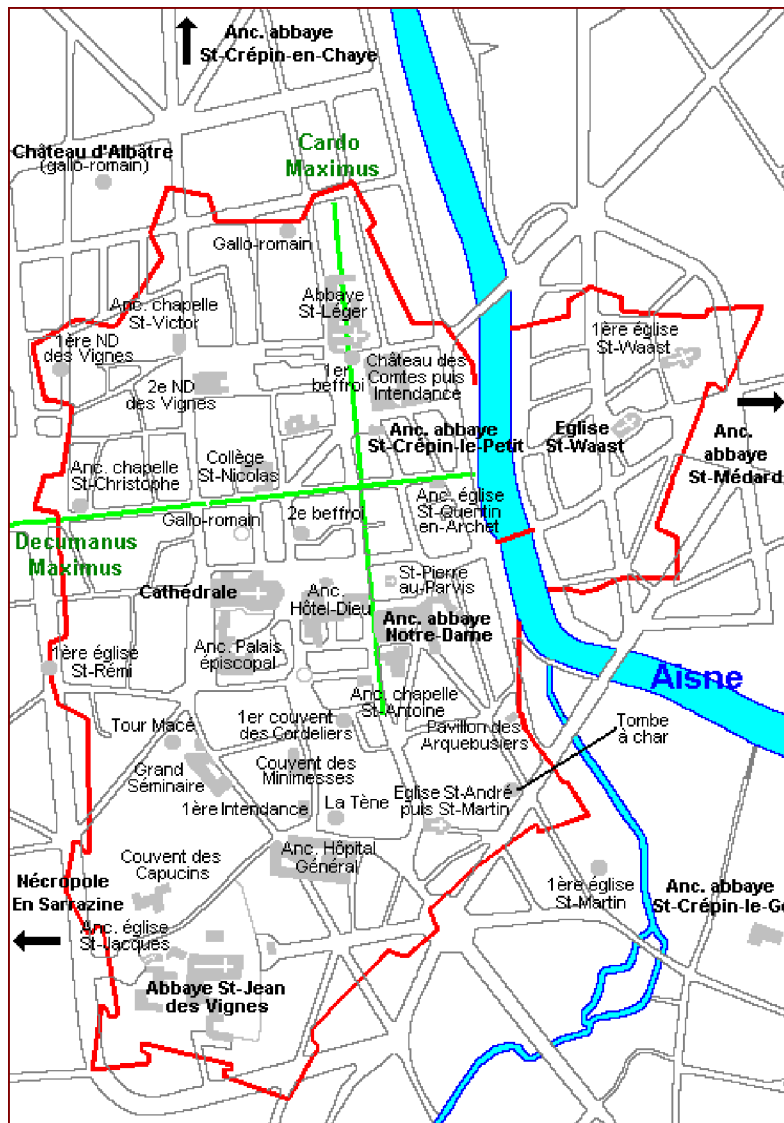 Anc. abbaye
St-Crépin-en-Chaye
Château d'Albâtre
(gallo-romain)
Cardo
Maximus
Gallo-romain
Anc. chapelle
St-Victor
Abbaye
St-Léger
1ère ND
des Vignes
1er
beffroi
Château des
Comtes puis
Intendance
1ère église
St-Waast
2e ND
des Vignes
Anc. abbaye
St-Crépin-le-Petit
Eglise
St-Waast
Anc.
abbaye
St-Médard
Collège
St-Nicolas
Anc. chapelle
St-Christophe
Anc. église
St-Quentin
en-Archet
Gallo-romain
2e beffroi
Decumanus
Maximus
Cathédrale
Anc.
Hôtel-Dieu
St-Pierre
au-Parvis
Anc. abbaye
Notre-Dame
1ère église
St-Rémi
Anc. Palais
épiscopal
Aisne
Anc. chapelle
St-Antoine
Tour Macé
1er couvent
des Cordeliers
Pavillon des
Arquebusiers
Tombe
à char
Grand
Séminaire
Couvent des
Minimesses
1ère Intendance
La Tène
Eglise St-André
puis St-Martin
Couvent des
Capucins
Anc. Hôpital
Général
1ère église
St-Martin
Nécropole
En Sarrazine
Anc. abbaye
St-Crépin-le-G
Anc. église
St-Jacques
Abbaye St-Jean
des Vignes